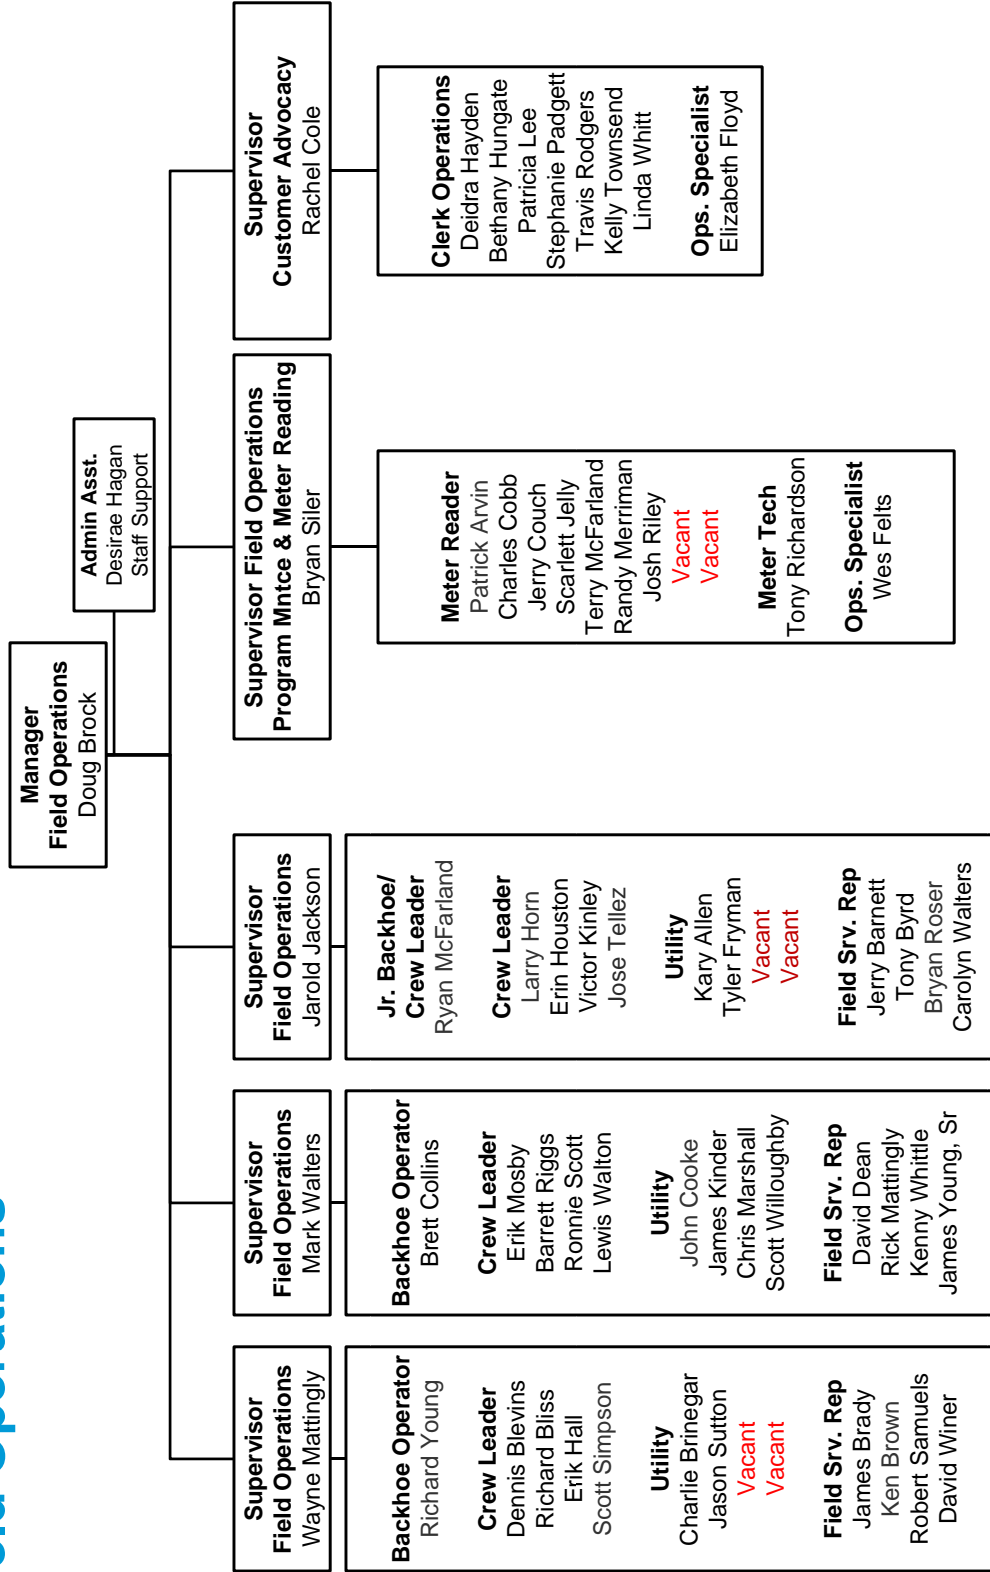 Operations
Manager
Field Operations
Doug Brock
Admin Asst.
Desirae Hagan
Staff Support
Supervisor
Field Operations
Wayne Mattingly
Backhoe Operator
Richard Young
Crew Leader
Dennis Blevins
Richard Bliss
Erik Hall
Scott Simpson
Utility
Charlie Brinegar
Jason Sutton
Vacant
Vacant
Field Srv. Rep
James Brady
Ken Brown
Robert Samuels
David Winer
Supervisor
Field Operations
Mark Walters
Backhoe Operator
Brett Collins
Crew Leader
Erik Mosby
Barrett Riggs
Ronnie Scott
Lewis Walton
Utility
John Cooke
James Kinder
Chris Marshall
Scott Willoughby
Field Srv. Rep
David Dean
Rick Mattingly
Kenny Whittle
James Young, Sr
Supervisor
Field Operations
Jarold Jackson
Jr. Backhoe/
Crew Leader
Ryan McFarland
Crew Leader
Larry Horn
Erin Houston
Victor Kinley
Jose Tellez
Utility
Kary Allen
Tyler Fryman
Vacant
Vacant
Field Srv. Rep
Jerry Barnett
Tony Byrd
Bryan Roser
Carolyn Walters
Supervisor Field Operations
Program Mntce & Meter Reading
Bryan Siler
Meter Reader
Patrick Arvin
Charles Cobb
Jerry Couch
Scarlett Jelly
Terry McFarland
Randy Merriman
Josh Riley
Vacant
Vacant
Meter Tech
Tony Richardson
Ops. Specialist
Wes Felts
Supervisor
Customer Advocacy
Rachel Cole
Clerk Operations
Deidra Hayden
Bethany Hungate
Patricia Lee
Stephanie Padgett
Travis Rodgers
Kelly Townsend
Linda Whitt
Ops. Specialist
Elizabeth Floyd